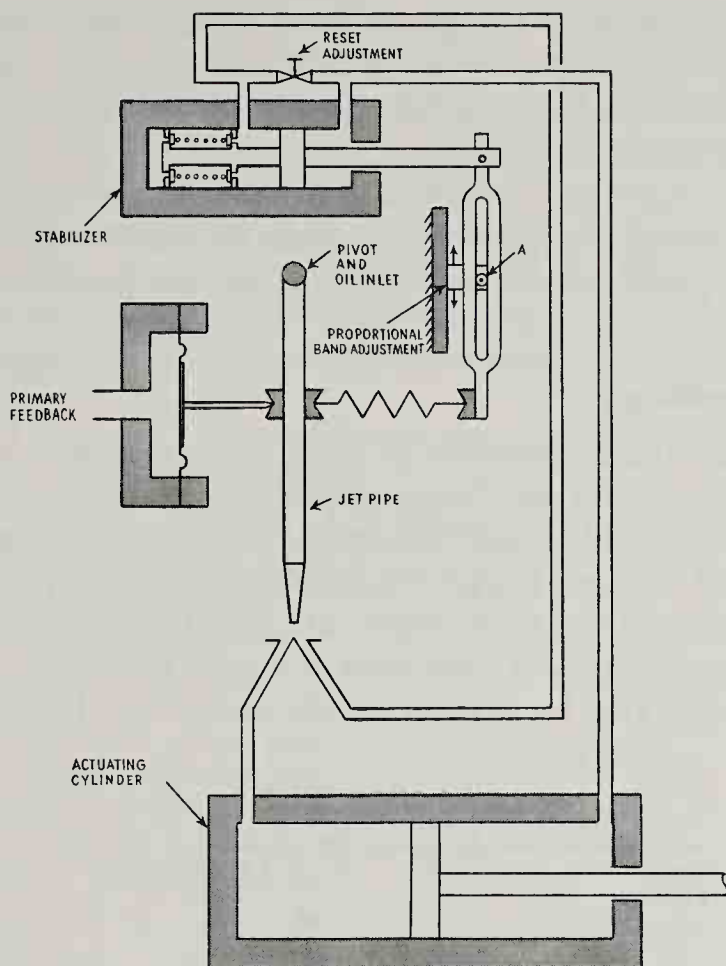 RESET
ADJUSTMENT
STABILIZER
PIVOT
AND
OIL INLET
A
PROPORTIONAL
BAND ADJUSTMENT
PRIMARY
FEEDBACK
JET PIPE
ACTUATING
CYLINDER